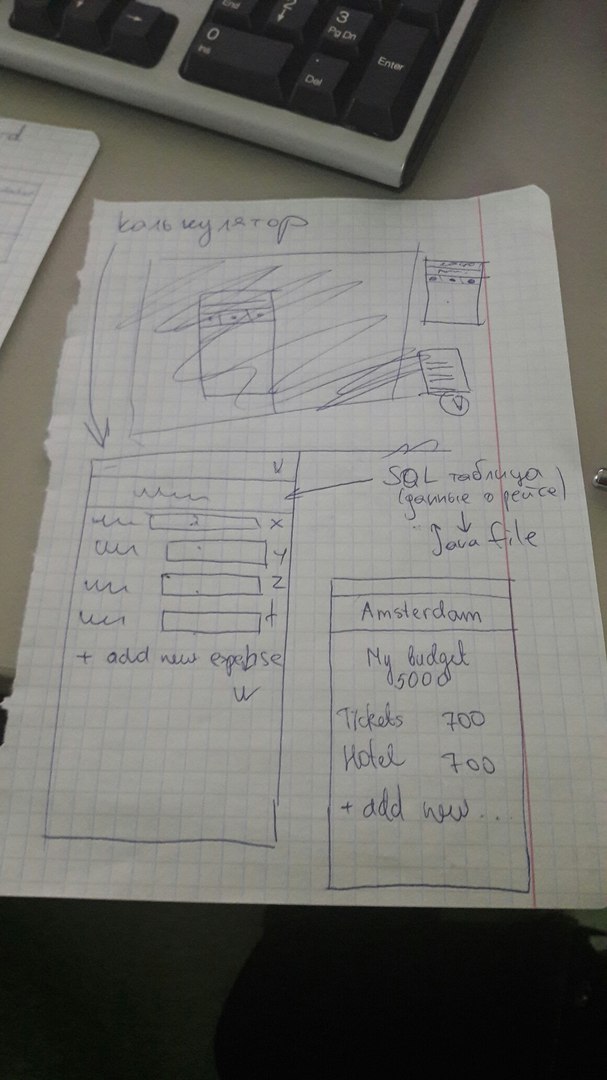 End
2
3
Pg Dn
0
Ins
Del
Enter
калькулятор
SQL таблица
(данные о рейсе)
Java file
x
y
z
t
+ add new expense
Amsterdam
My budget
5000
Tickets 700
Hotel 700
+ add new...